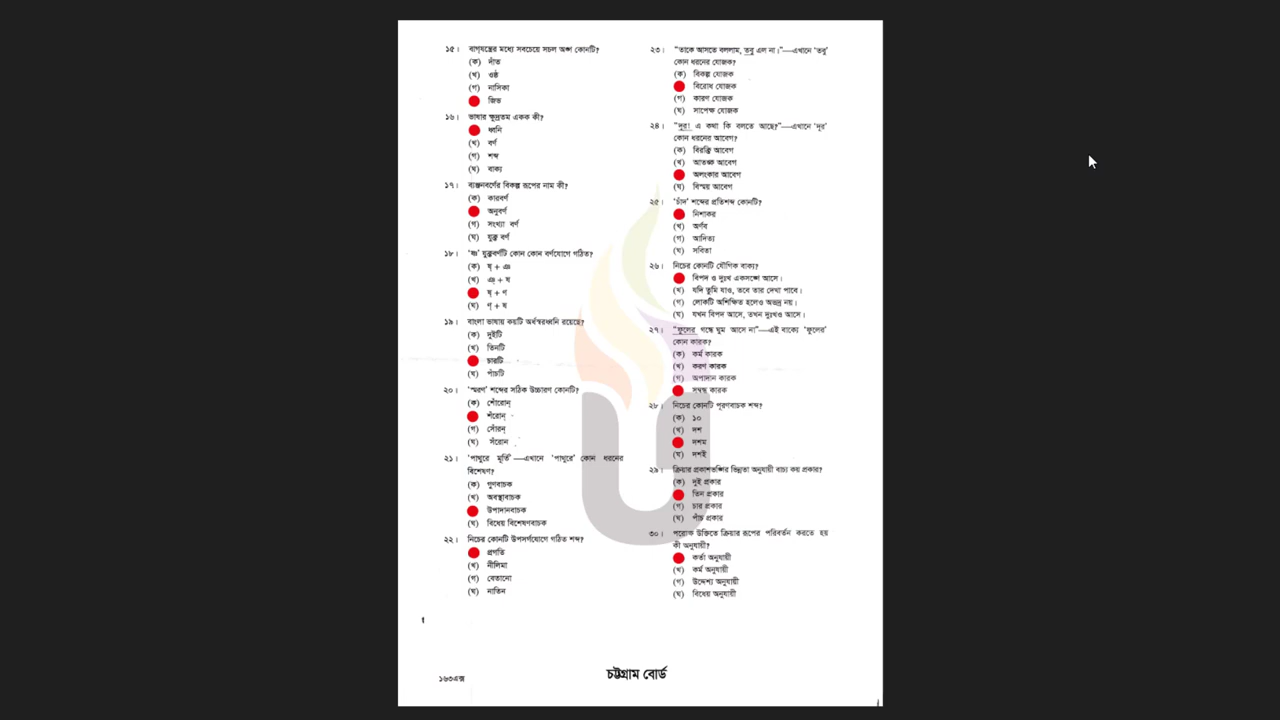 ১৫। বাগ্‌যন্ত্রের মধ্যে সবচেয়ে সচল অঙ্গ কোনটি?
(ক) দাঁত
(খ) ওষ্ঠ
(গ) নাসিকা
জিভ
১৬। ভাষার ক্ষুদ্রতম একক কী?
ধ্বনি
(খ) বর্ণ
(গ) শব্দ
(ঘ) বাক্য
১৭। ব্যঞ্জনবর্ণের বিকল্প রূপের নাম কী?
(ক) কারবর্ণ
অনুবর্ণ
(গ) সংখ্যা বর্ণ
(ঘ) যুক্ত বর্ণ
১৮। ‘ষ্ণ’ যুক্তবর্ণটি কোন কোন বর্ণযোগে গঠিত?
(ক) ষ্ + ঞ
(খ) ঞ্ + ষ
ষ্ + ণ
(ঘ) ণ্ + ষ
১৯। বাংলা ভাষায় কয়টি অর্ধস্বরধ্বনি রয়েছে?
(ক) দুইটি
(খ) তিনটি
চারটি
(ঘ) পাঁচটি
২০। ‘স্মরণ’ শব্দের সঠিক উচ্চারণ কোনটি?
(ক) শোঁরোন্
শঁরোন্
(গ) সোঁরন্
(ঘ) সঁরোন
২১। ‘পাথুরে মূর্তি’—এখানে ‘পাথুরে’ কোন ধরনের
বিশেষণ?
(ক) গুণবাচক
(খ) অবস্থাবাচক
উপাদানবাচক
(ঘ) বিধেয় বিশেষণবাচক
২২। নিচের কোনটি উপসর্গযোগে গঠিত শব্দ?
প্রগতি
(খ) নীলিমা
(গ) বেতানো
(ঘ) নাতিন
২৩। “তাকে আসতে বললাম, তবু এল না।”—এখানে ‘তবু’
কোন ধরনের যোজক?
(ক) বিকল্প যোজক
বিরোধ যোজক
(গ) কারণ যোজক
(ঘ) সাপেক্ষ যোজক
২৪। “দূর! এ কথা কি বলতে আছে?”—এখানে ‘দূর’
কোন ধরনের আবেগ?
(ক) বিরক্তি আবেগ
(খ) আতঙ্ক আবেগ
অলংকার আবেগ
(ঘ) বিস্ময় আবেগ
২৫। ‘চাঁদ’ শব্দের প্রতিশব্দ কোনটি?
নিশাকর
(খ) অর্ণব
(গ) আদিত্য
(ঘ) সবিতা
২৬। নিচের কোনটি যৌগিক বাক্য?
বিপদ ও দুঃখ একসঙ্গে আসে।
(খ) যদি তুমি যাও, তবে তার দেখা পাবে।
(গ) লোকটি অশিক্ষিত হলেও অভদ্র নয়।
(ঘ) যখন বিপদ আসে, তখন দুঃখও আসে।
২৭। “ফুলের গন্ধে ঘুম আসে না”—এই বাক্যে ‘ফুলের’
কোন কারক?
(ক) কর্ম কারক
(খ) করণ কারক
(গ) অপাদান কারক
সম্বন্ধ কারক
২৮। নিচের কোনটি পূরণবাচক শব্দ?
(ক) ১০
(খ) দশ
দশম
(ঘ) দশই
২৯। ক্রিয়ার প্রকাশভঙ্গির ভিন্নতা অনুযায়ী বাচ্য কয় প্রকার?
(ক) দুই প্রকার
তিন প্রকার
(গ) চার প্রকার
(ঘ) পাঁচ প্রকার
৩০। পরোক্ষ উক্তিতে ক্রিয়ার রূপের পরিবর্তন করতে হয়
কী অনুযায়ী?
কর্তা অনুযায়ী
(খ) কর্ম অনুযায়ী
(গ) উদ্দেশ্য অনুযায়ী
(ঘ) বিধেয় অনুযায়ী
চট্টগ্রাম বোর্ড
১৬৩এক্স